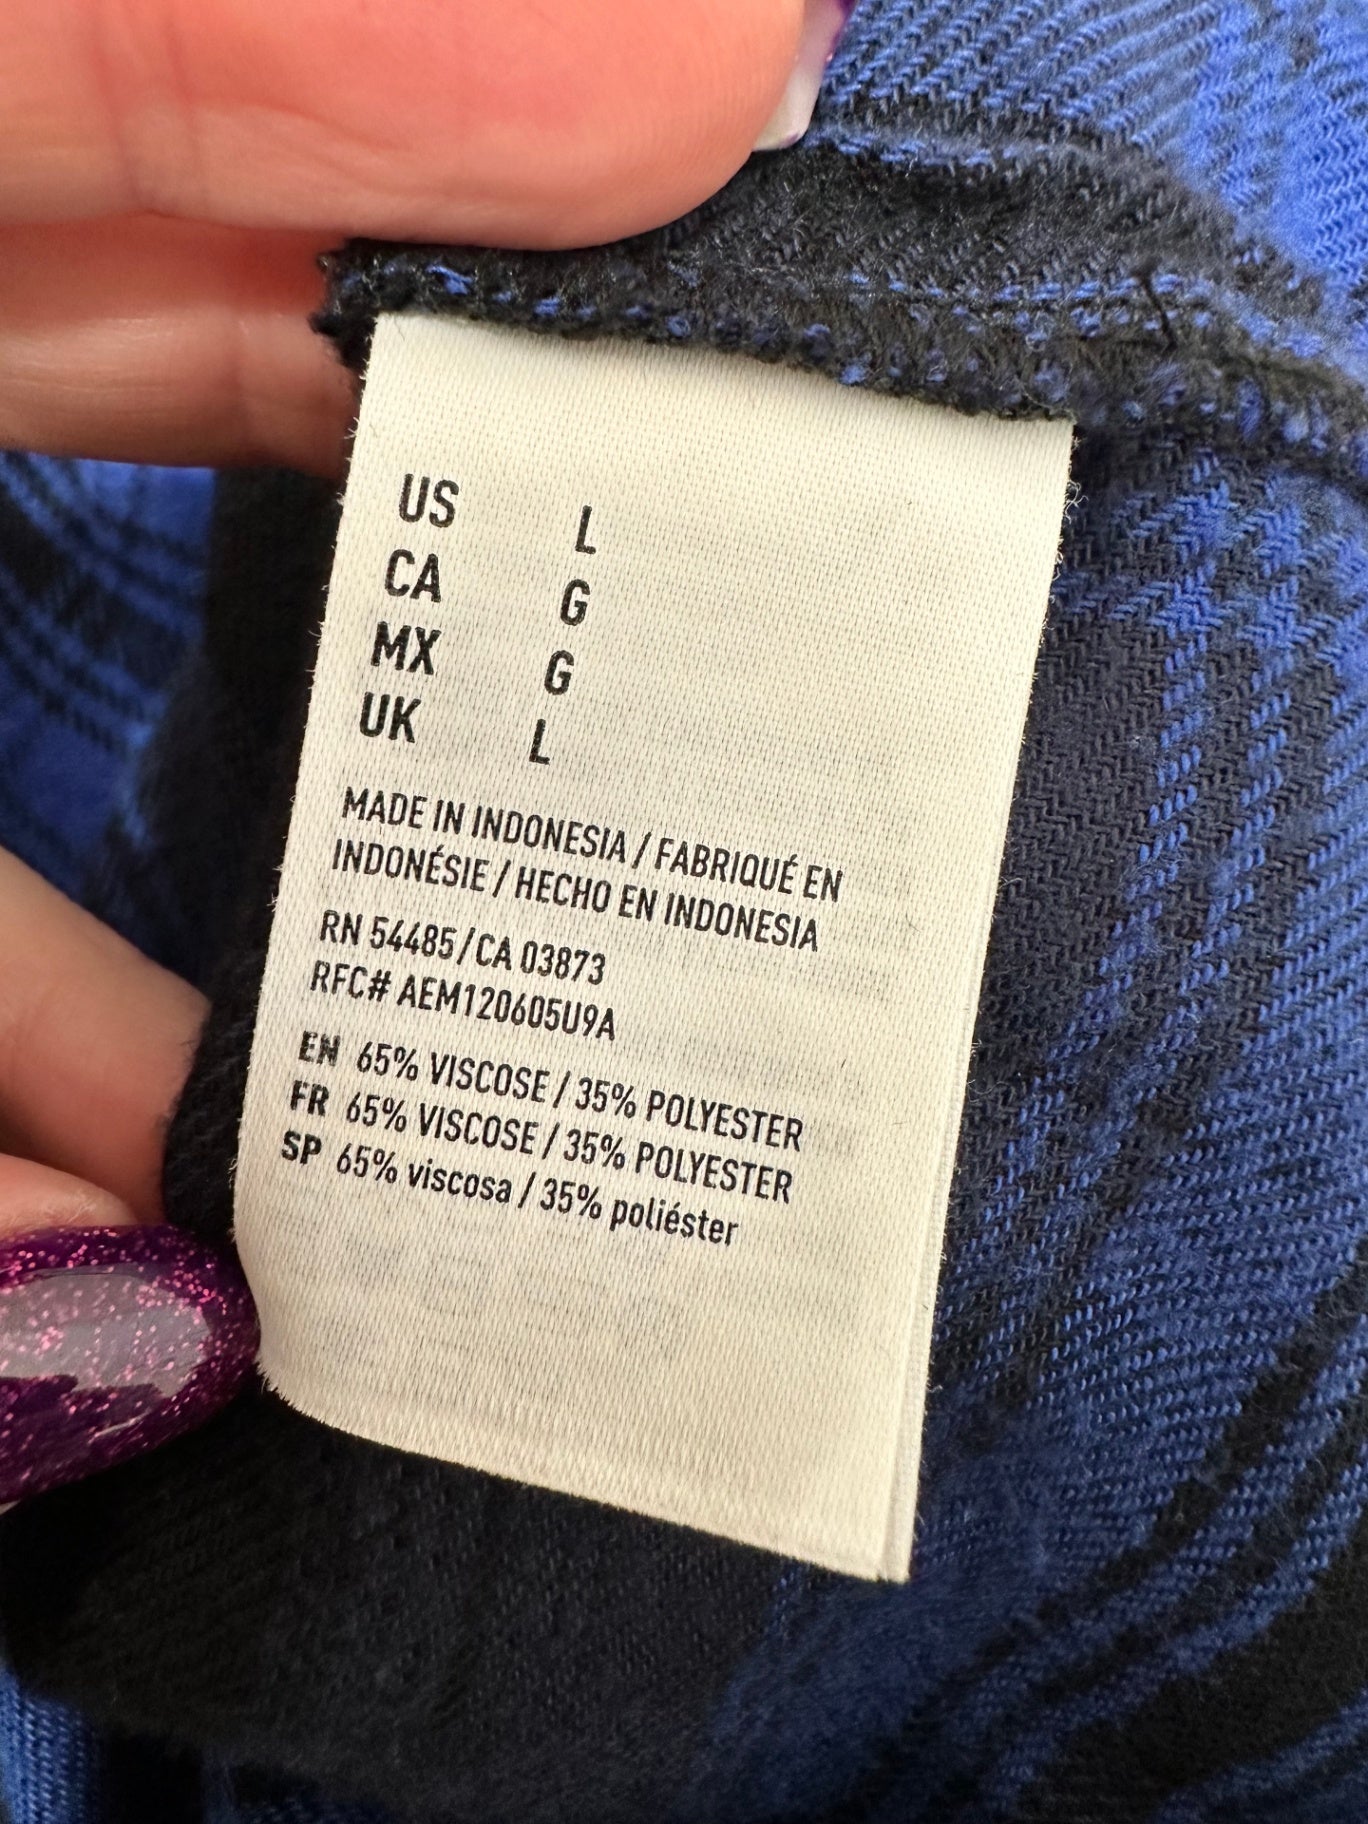 US L
CA G
MX G
UK L
MADE IN INDONESIA / FABRIQUÉ EN
INDONÉSIE / HECHO EN INDONESIA
RN 54485 / CA 03873
RFC# AEM120605U9A
EN 65% VISCOSE / 35% POLYESTER
FR 65% VISCOSE / 35% POLYESTER
SP 65% viscosa / 35% poliéster